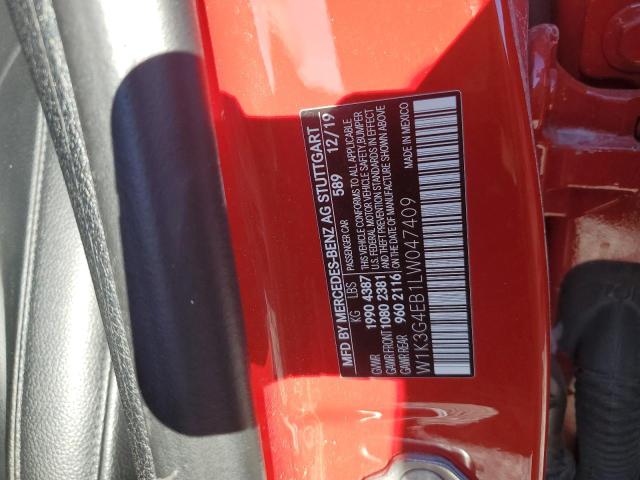 MFD BY MERCEDES-BENZ AG STUTTGART
PASSENGER CAR 589 12/19
KG LBS
GVWR 1990 4387
GAWR FRONT 1080 2381
GAWR REAR 960 2116
THIS VEHICLE CONFORMS TO ALL APPLICABLE
U.S. FEDERAL MOTOR VEHICLE SAFETY, BUMPER
AND THEFT PREVENTION STANDARDS IN EFFECT
ON THE DATE OF MANUFACTURE SHOWN ABOVE
MADE IN MEXICO
W1K3G4EB1LW047409